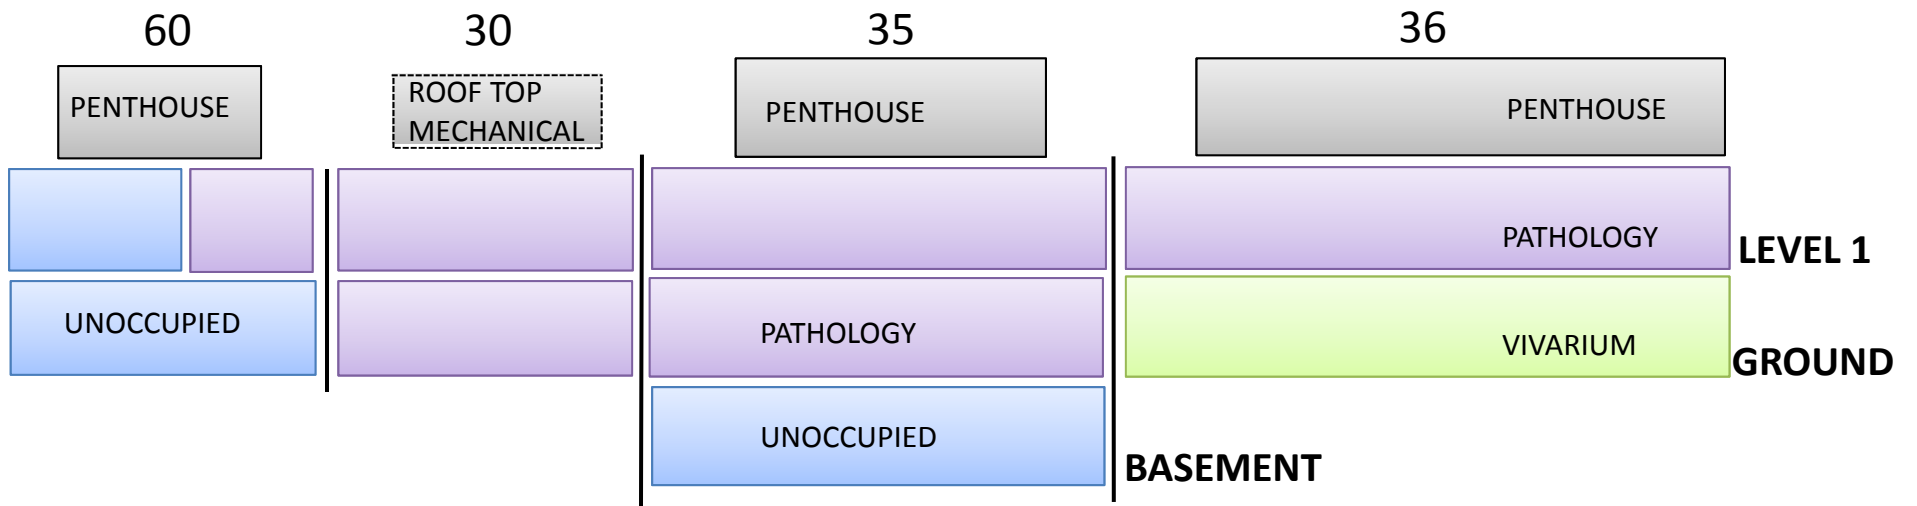 60
30
35
36
PENTHOUSE
ROOF TOP
MECHANICAL
PENTHOUSE
PENTHOUSE
PATHOLOGY
LEVEL 1
UNOCCUPIED
PATHOLOGY
VIVARIUM
GROUND
UNOCCUPIED
BASEMENT